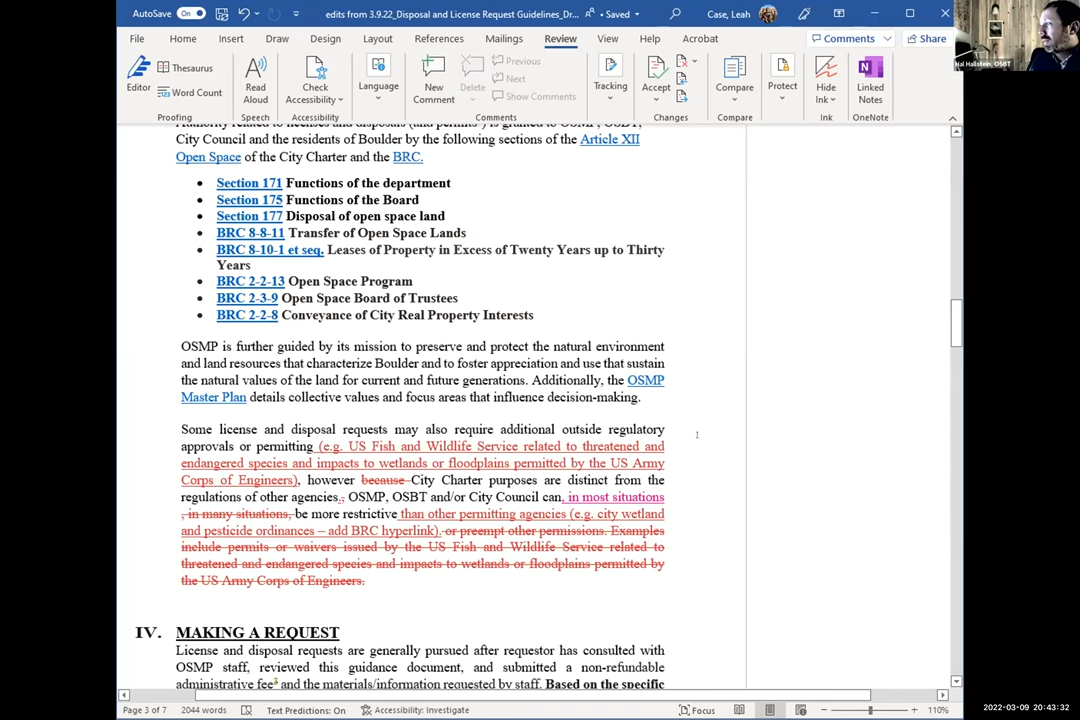 AutoSave On edits from 3.9.22_Disposal and License Request Guidelines_Dr... • Saved Case, Leah
File Home Insert Draw Design Layout References Mailings Review View Help Acrobat Comments Share
Editor Thesaurus Word Count Read Aloud Check Accessibility Language New Comment Delete Previous Next Show Comments Tracking Accept Compare Protect Hide Ink Linked Notes
Proofing Speech Accessibility Comments Changes Compare Ink OneNote
Hal Hallstein, OSBT
Authority related to licenses and disposals (and permits ) is granted to OSMP, OSBT,
City Council and the residents of Boulder by the following sections of the Article XII
Open Space of the City Charter and the BRC.
• Section 171 Functions of the department
• Section 175 Functions of the Board
• Section 177 Disposal of open space land
• BRC 8-8-11 Transfer of Open Space Lands
• BRC 8-10-1 et seq. Leases of Property in Excess of Twenty Years up to Thirty
Years
• BRC 2-2-13 Open Space Program
• BRC 2-3-9 Open Space Board of Trustees
• BRC 2-2-8 Conveyance of City Real Property Interests
OSMP is further guided by its mission to preserve and protect the natural environment
and land resources that characterize Boulder and to foster appreciation and use that sustain
the natural values of the land for current and future generations. Additionally, the OSMP
Master Plan details collective values and focus areas that influence decision-making.
Some license and disposal requests may also require additional outside regulatory
approvals or permitting (e.g. US Fish and Wildlife Service related to threatened and
endangered species and impacts to wetlands or floodplains permitted by the US Army
Corps of Engineers), however because City Charter purposes are distinct from the
regulations of other agencies., OSMP, OSBT and/or City Council can, in most situations
, in many situations, be more restrictive than other permitting agencies (e.g. city wetland
and pesticide ordinances – add BRC hyperlink). or preempt other permissions. Examples
include permits or waivers issued by the US Fish and Wildlife Service related to
threatened and endangered species and impacts to wetlands or floodplains permitted by
the US Army Corps of Engineers.
IV. MAKING A REQUEST
License and disposal requests are generally pursued after requestor has consulted with
OSMP staff, reviewed this guidance document, and submitted a non-refundable
administrative fee3 and the materials/information requested by staff. Based on the specific
Page 3 of 7 2044 words Text Predictions: On Accessibility: Investigate Focus 110%
2022-03-09 20:43:32